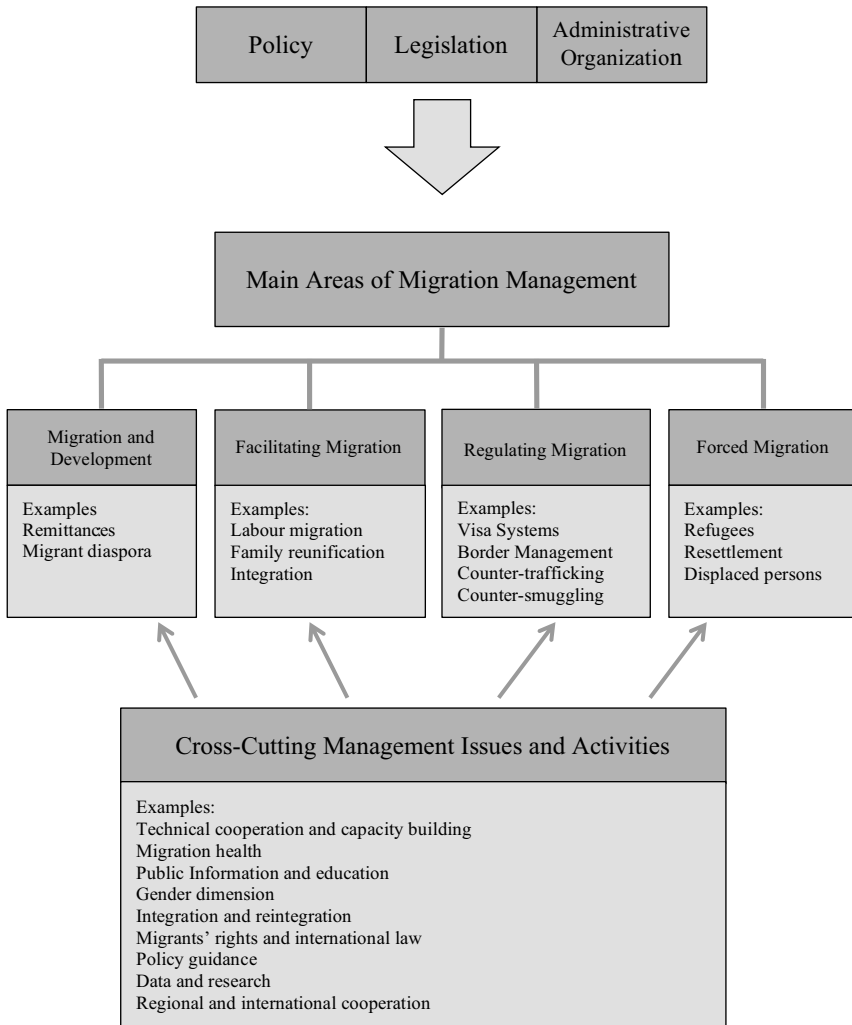 Policy
Legislation
Administrative
Organization
Main Areas of Migration Management
Migration and
Development
Examples
Remittances
Migrant diaspora
Facilitating Migration
Examples:
Labour migration
Family reunification
Integration
Regulating Migration
Examples:
Visa Systems
Border Management
Counter-trafficking
Counter-smuggling
Forced Migration
Examples:
Refugees
Resettlement
Displaced persons
Cross-Cutting Management Issues and Activities
Examples:
Technical cooperation and capacity building
Migration health
Public Information and education
Gender dimension
Integration and reintegration
Migrants’ rights and international law
Policy guidance
Data and research
Regional and international cooperation